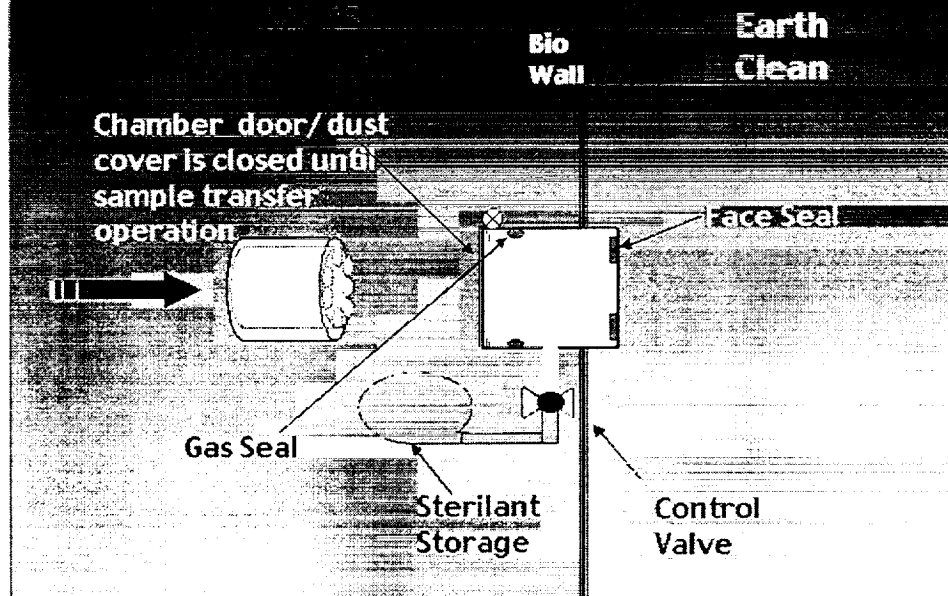 Earth
Clean
Bio
Wall
Chamber door/dust
cover is closed until
sample transfer
operation
Face Seal
Gas Seal
Sterilant
Storage
Control
Valve